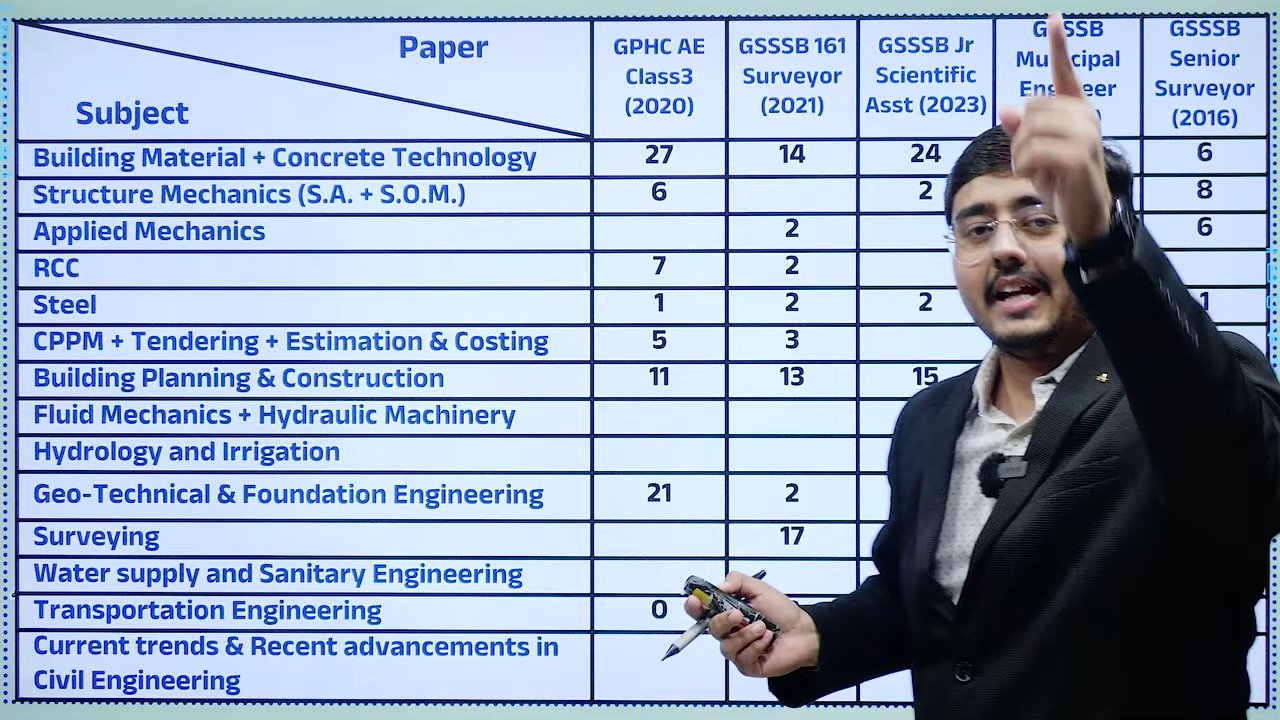 Paper
Subject
GPHC AE
Class3
(2020)
GSSSB 161
Surveyor
(2021)
GSSSB Jr
Scientific
Asst (2023)
GSSSB
Senior
Surveyor
(2016)
Building Material + Concrete Technology 27 14 24 6
Structure Mechanics (S.A. + S.O.M.) 6 2 8
Applied Mechanics 2 6
RCC 7 2
Steel 1 2 2 1
CPPM + Tendering + Estimation & Costing 5 3
Building Planning & Construction 11 13 15
Fluid Mechanics + Hydraulic Machinery
Hydrology and Irrigation
Geo-Technical & Foundation Engineering 21 2
Surveying 17
Water supply and Sanitary Engineering
Transportation Engineering 0
Current trends & Recent advancements in
Civil Engineering